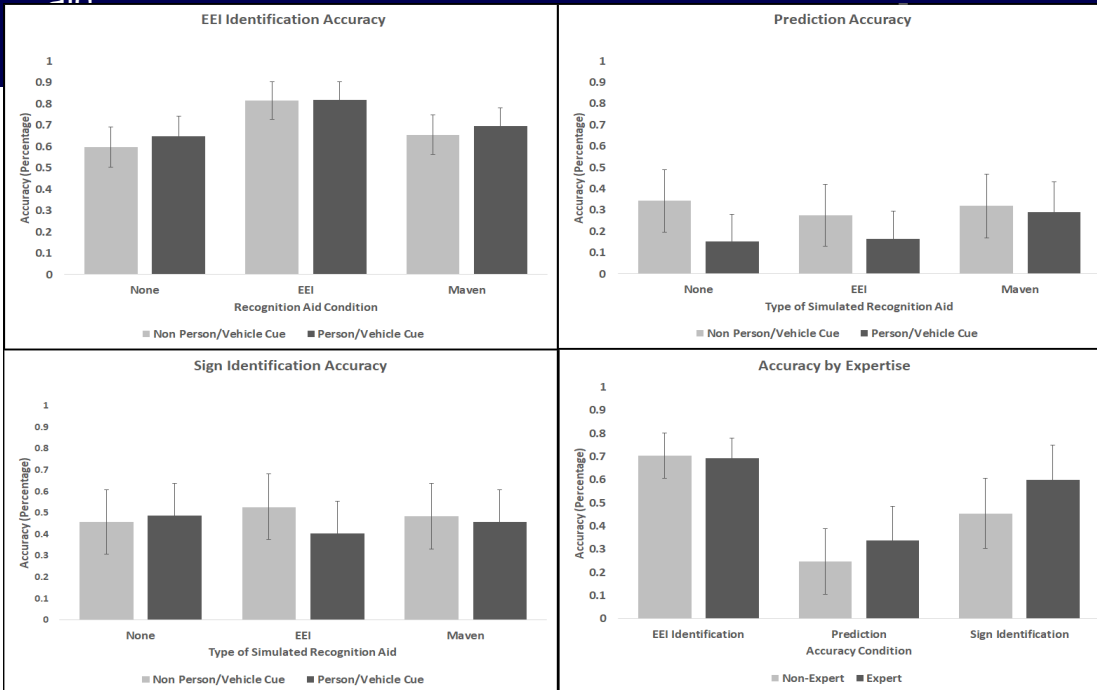 EEI Identification Accuracy
1
0.9
0.8
0.7
0.6
0.5
0.4
0.3
0.2
0.1
0
Accuracy (Percentage)
None EEI Maven
Recognition Aid Condition
Non Person/Vehicle Cue Person/Vehicle Cue
Prediction Accuracy
1
0.9
0.8
0.7
0.6
0.5
0.4
0.3
0.2
0.1
0
Accuracy (Percentage)
None EEI Maven
Type of Simulated Recognition Aid
Non Person/Vehicle Cue Person/Vehicle Cue
Sign Identification Accuracy
1
0.9
0.8
0.7
0.6
0.5
0.4
0.3
0.2
0.1
0
Accuracy (Percentage)
None EEI Maven
Type of Simulated Recognition Aid
Non Person/Vehicle Cue Person/Vehicle Cue
Accuracy by Expertise
1
0.9
0.8
0.7
0.6
0.5
0.4
0.3
0.2
0.1
0
Accuracy (Percentage)
EEI Identification Prediction Sign Identification
Accuracy Condition
Non-Expert Expert